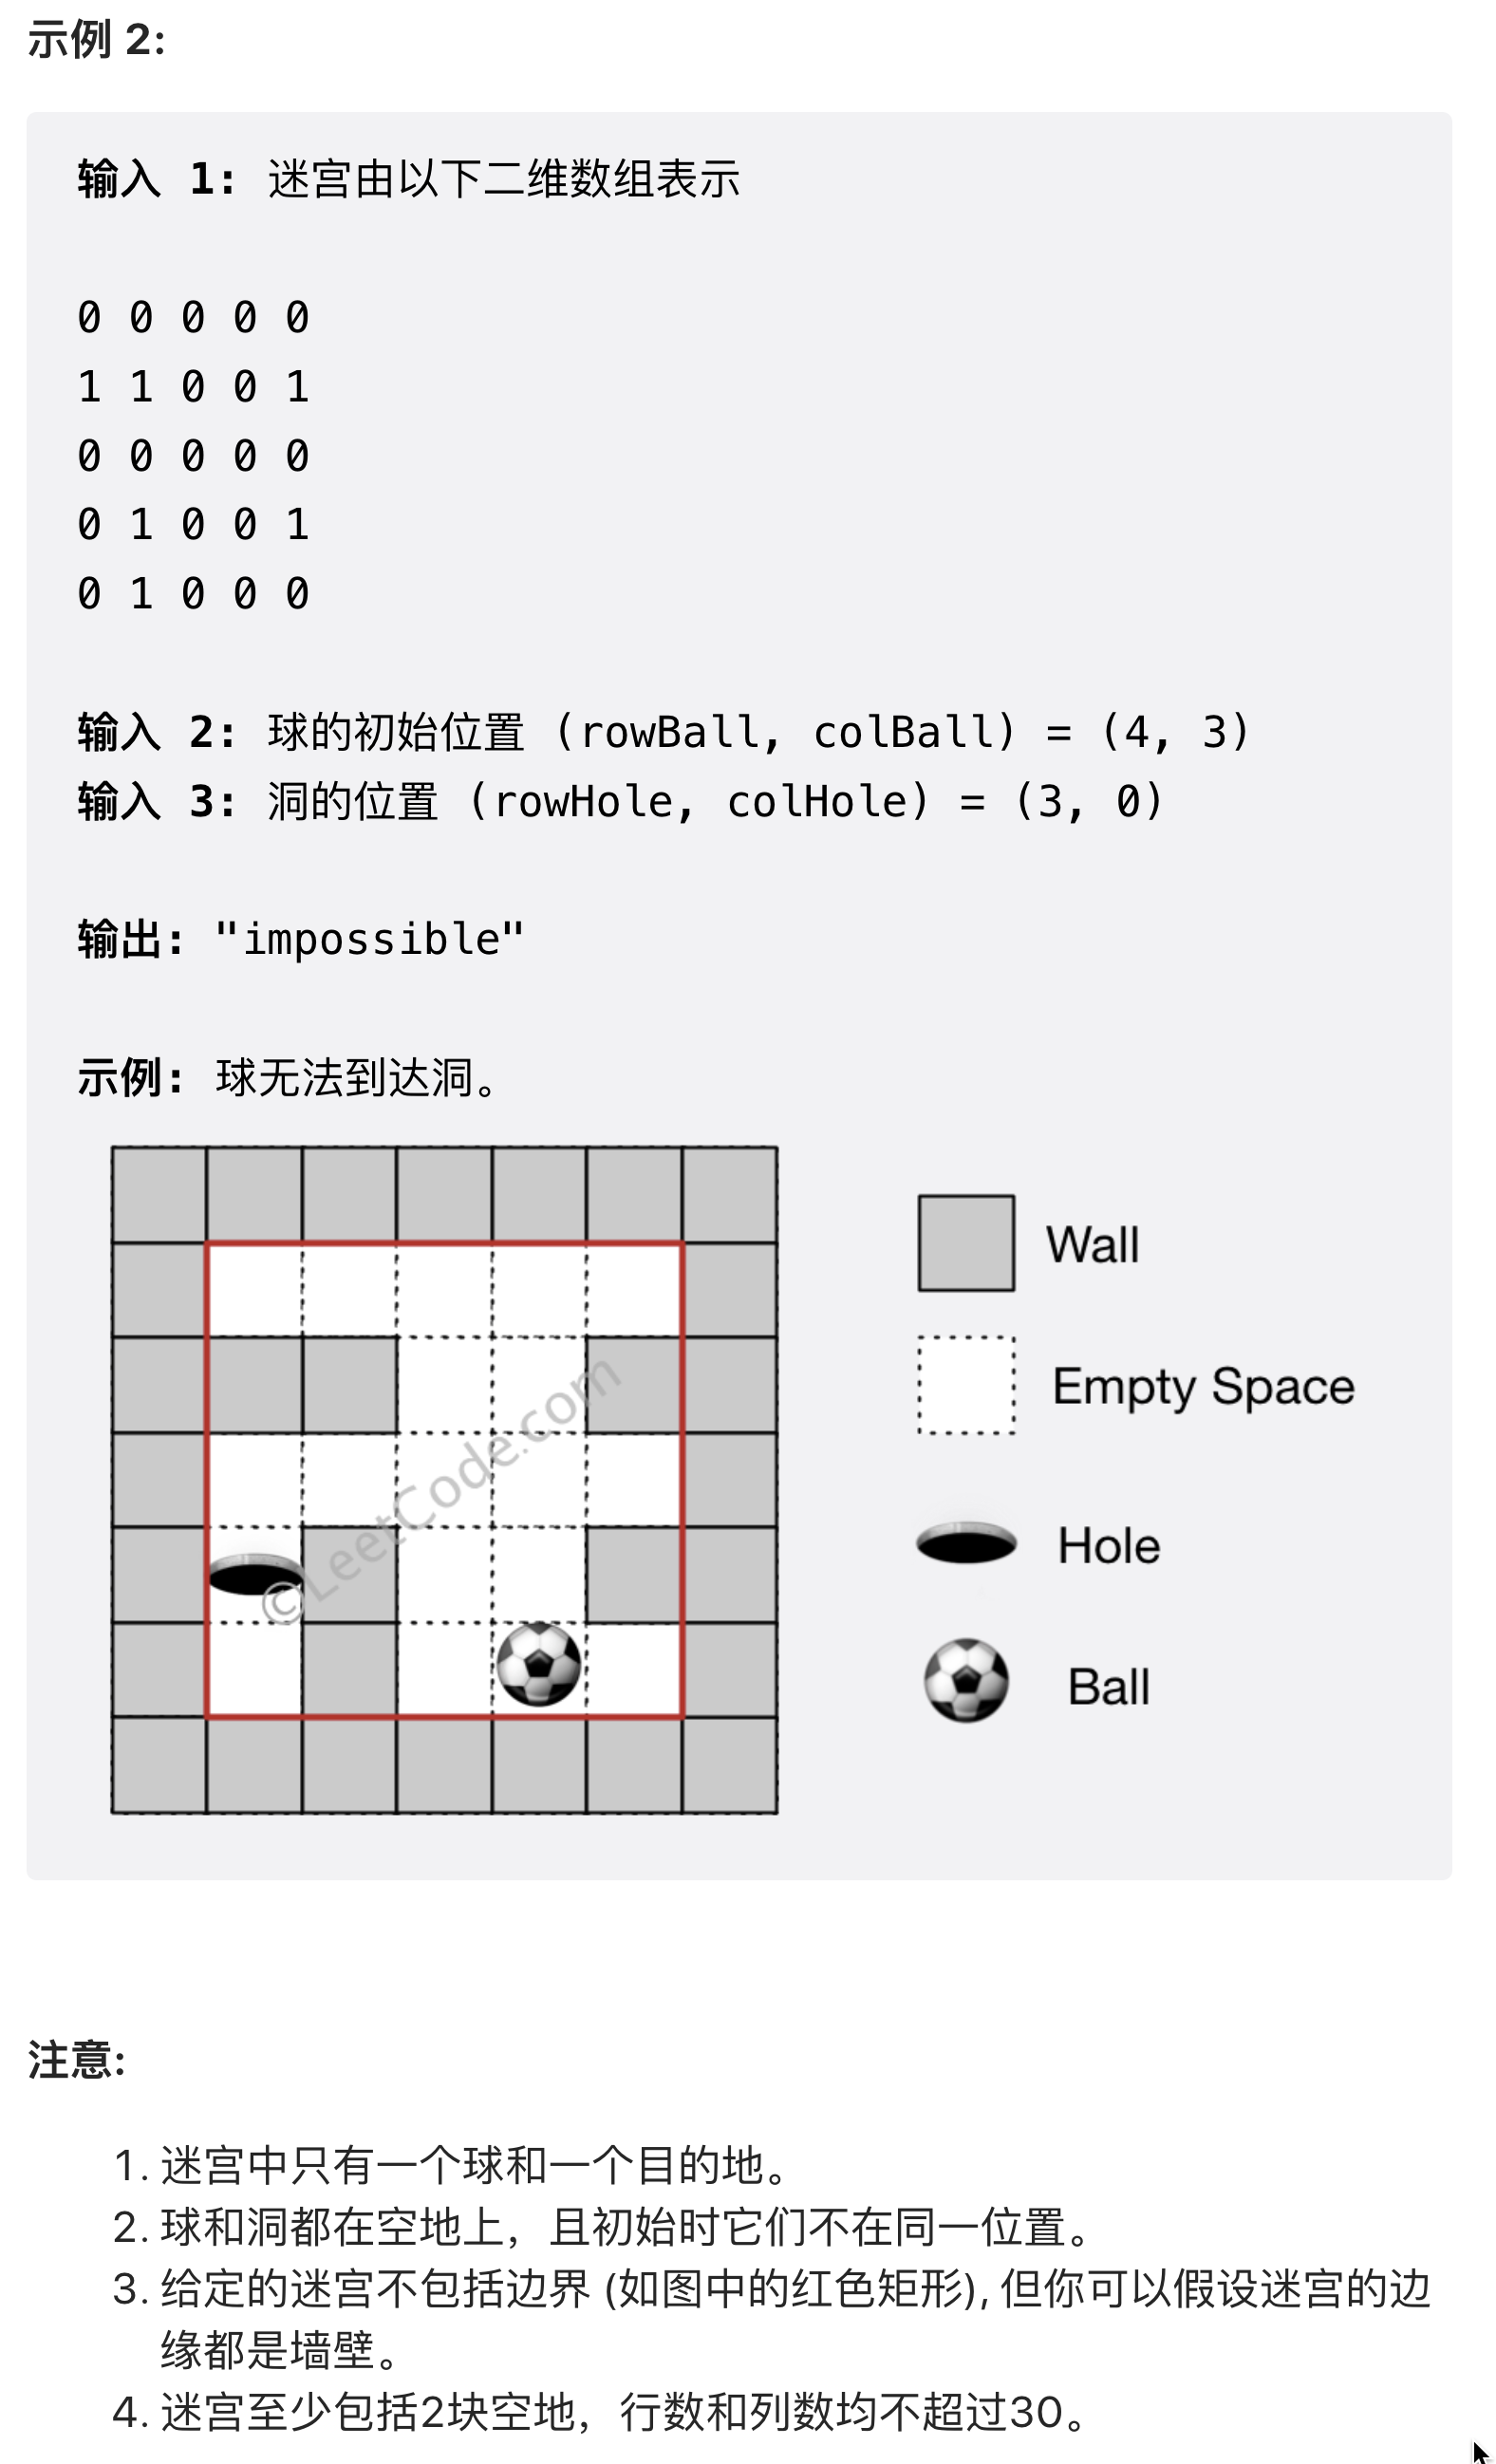 示例 2:
输入 1: 迷宫由以下二维数组表示
0 0 0 0 0
1 1 0 0 1
0 0 0 0 0
0 1 0 0 1
0 1 0 0 0
输入 2: 球的初始位置 (rowBall, colBall) = (4, 3)
输入 3: 洞的位置 (rowHole, colHole) = (3, 0)
输出: "impossible"
示例: 球无法到达洞。
Wall
Empty Space
Hole
Ball
©LeetCode.com
注意:
1. 迷宫中只有一个球和一个目的地。
2. 球和洞都在空地上，且初始时它们不在同一位置。
3. 给定的迷宫不包括边界 (如图中的红色矩形), 但你可以假设迷宫的边
缘都是墙壁。
4. 迷宫至少包括2块空地，行数和列数均不超过30。